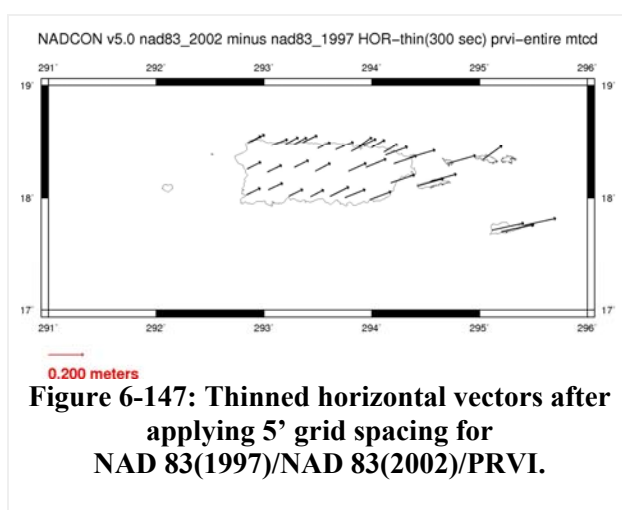 NADCON v5.0 nad83_2002 minus nad83_1997 HOR−thin(300 sec) prvi−entire mtcd
291˚ 292˚ 293˚ 294˚ 295˚ 296˚
19˚ 19˚
18˚ 18˚
17˚ 17˚
291˚ 292˚ 293˚ 294˚ 295˚ 296˚
0.200 meters
Figure 6-147: Thinned horizontal vectors after
applying 5’ grid spacing for
NAD 83(1997)/NAD 83(2002)/PRVI.